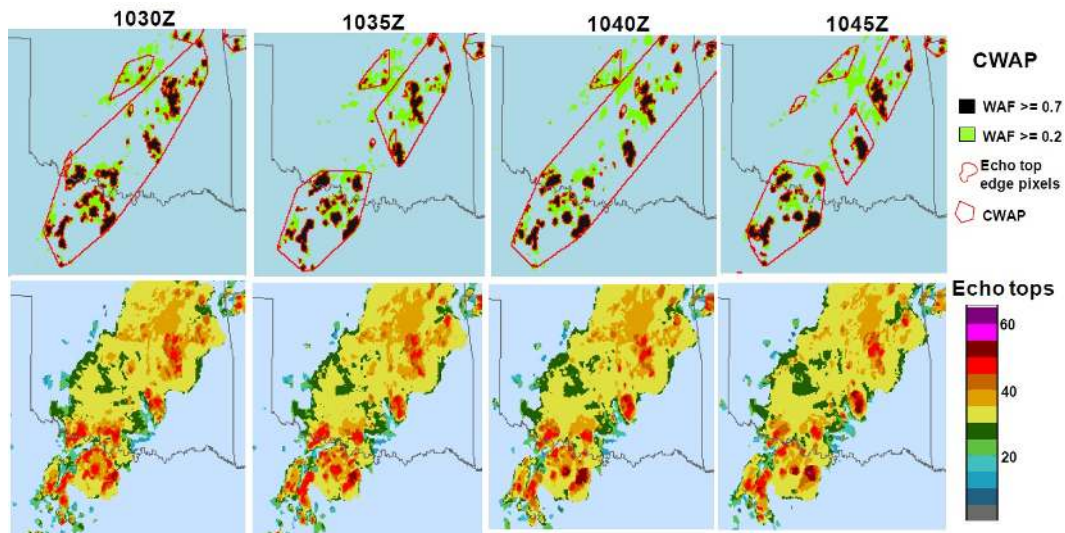 1030Z 1035Z 1040Z 1045Z
CWAP
WAF >= 0.7
WAF >= 0.2
Echo top
edge pixels
CWAP
Echo tops
60
40
20